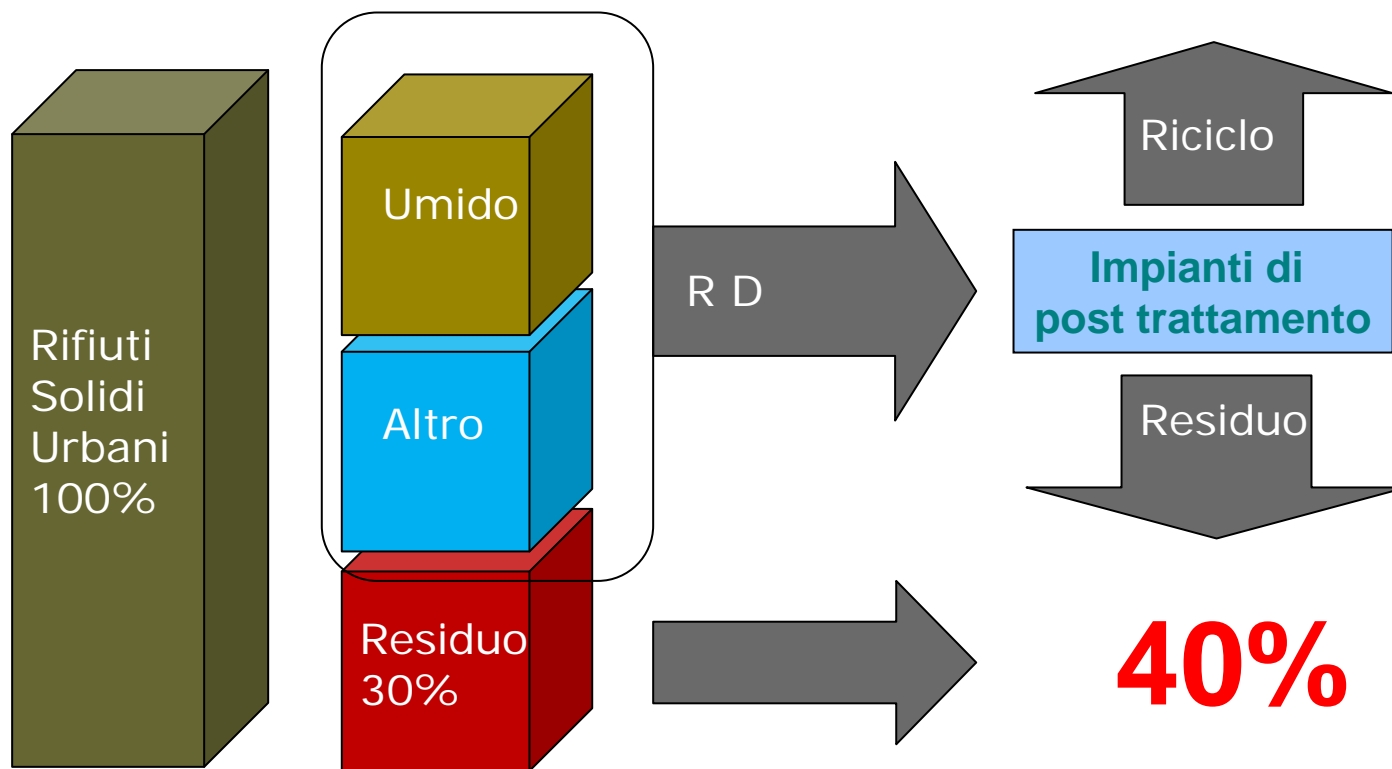 Rifiuti
Solidi
Urbani
100%
Umido
Altro
Residuo
30%
R D
Riciclo
Impianti di
post trattamento
Residuo
40%